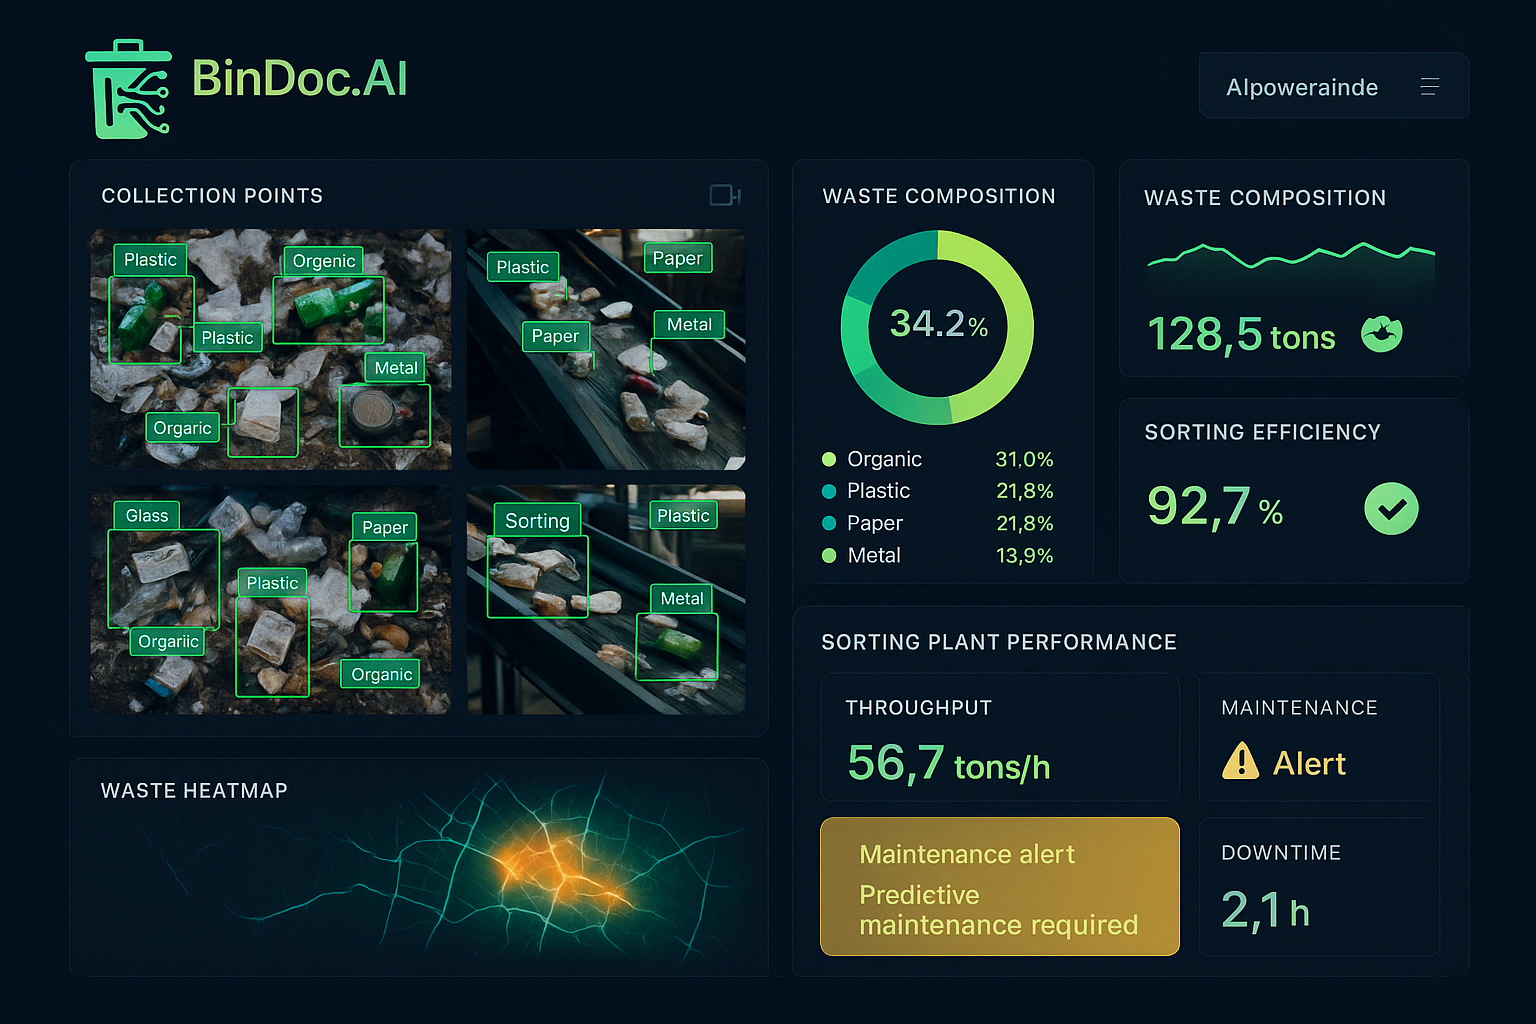 BinDoc.AI
Alpowerainde
COLLECTION POINTS
Plastic
Orgenic
Plastic
Metal
Orgaric
Plastic
Paper
Paper
Metal
Glass
Paper
Plastic
Orgariic
Organic
Sorting
Plastic
Metal
WASTE HEATMAP
WASTE COMPOSITION
34.2%
Organic 31,0%
Plastic 21,8%
Paper 21,8%
Metal 13,9%
WASTE COMPOSITION
128,5 tons
SORTING EFFICIENCY
92,7 %
SORTING PLANT PERFORMANCE
THROUGHPUT
56,7 tons/h
MAINTENANCE
Alert
Maintenance alert
Predictive
maintenance required
DOWNTIME
2,1 h